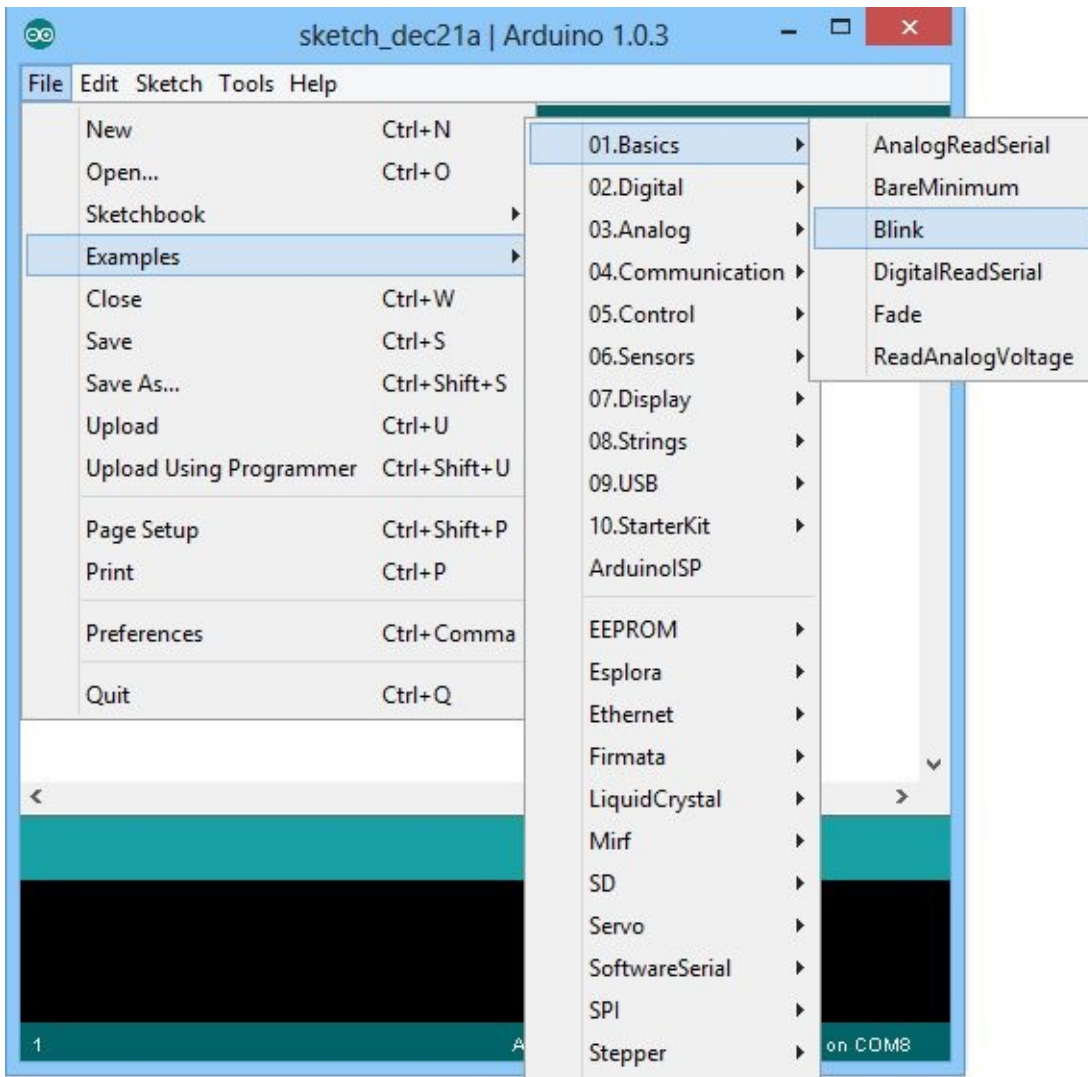 sketch_dec21a | Arduino 1.0.3
File Edit Sketch Tools Help
New Ctrl+N
Open... Ctrl+O
Sketchbook
Examples
Close Ctrl+W
Save Ctrl+S
Save As... Ctrl+Shift+S
Upload Ctrl+U
Upload Using Programmer Ctrl+Shift+U
Page Setup Ctrl+Shift+P
Print Ctrl+P
Preferences Ctrl+Comma
Quit Ctrl+Q
01.Basics
02.Digital
03.Analog
04.Communication
05.Control
06.Sensors
07.Display
08.Strings
09.USB
10.StarterKit
ArduinoISP
EEPROM
Esplora
Ethernet
Firmata
LiquidCrystal
Mirf
SD
Servo
SoftwareSerial
SPI
Stepper
AnalogReadSerial
BareMinimum
Blink
DigitalReadSerial
Fade
ReadAnalogVoltage
1 A on COM8